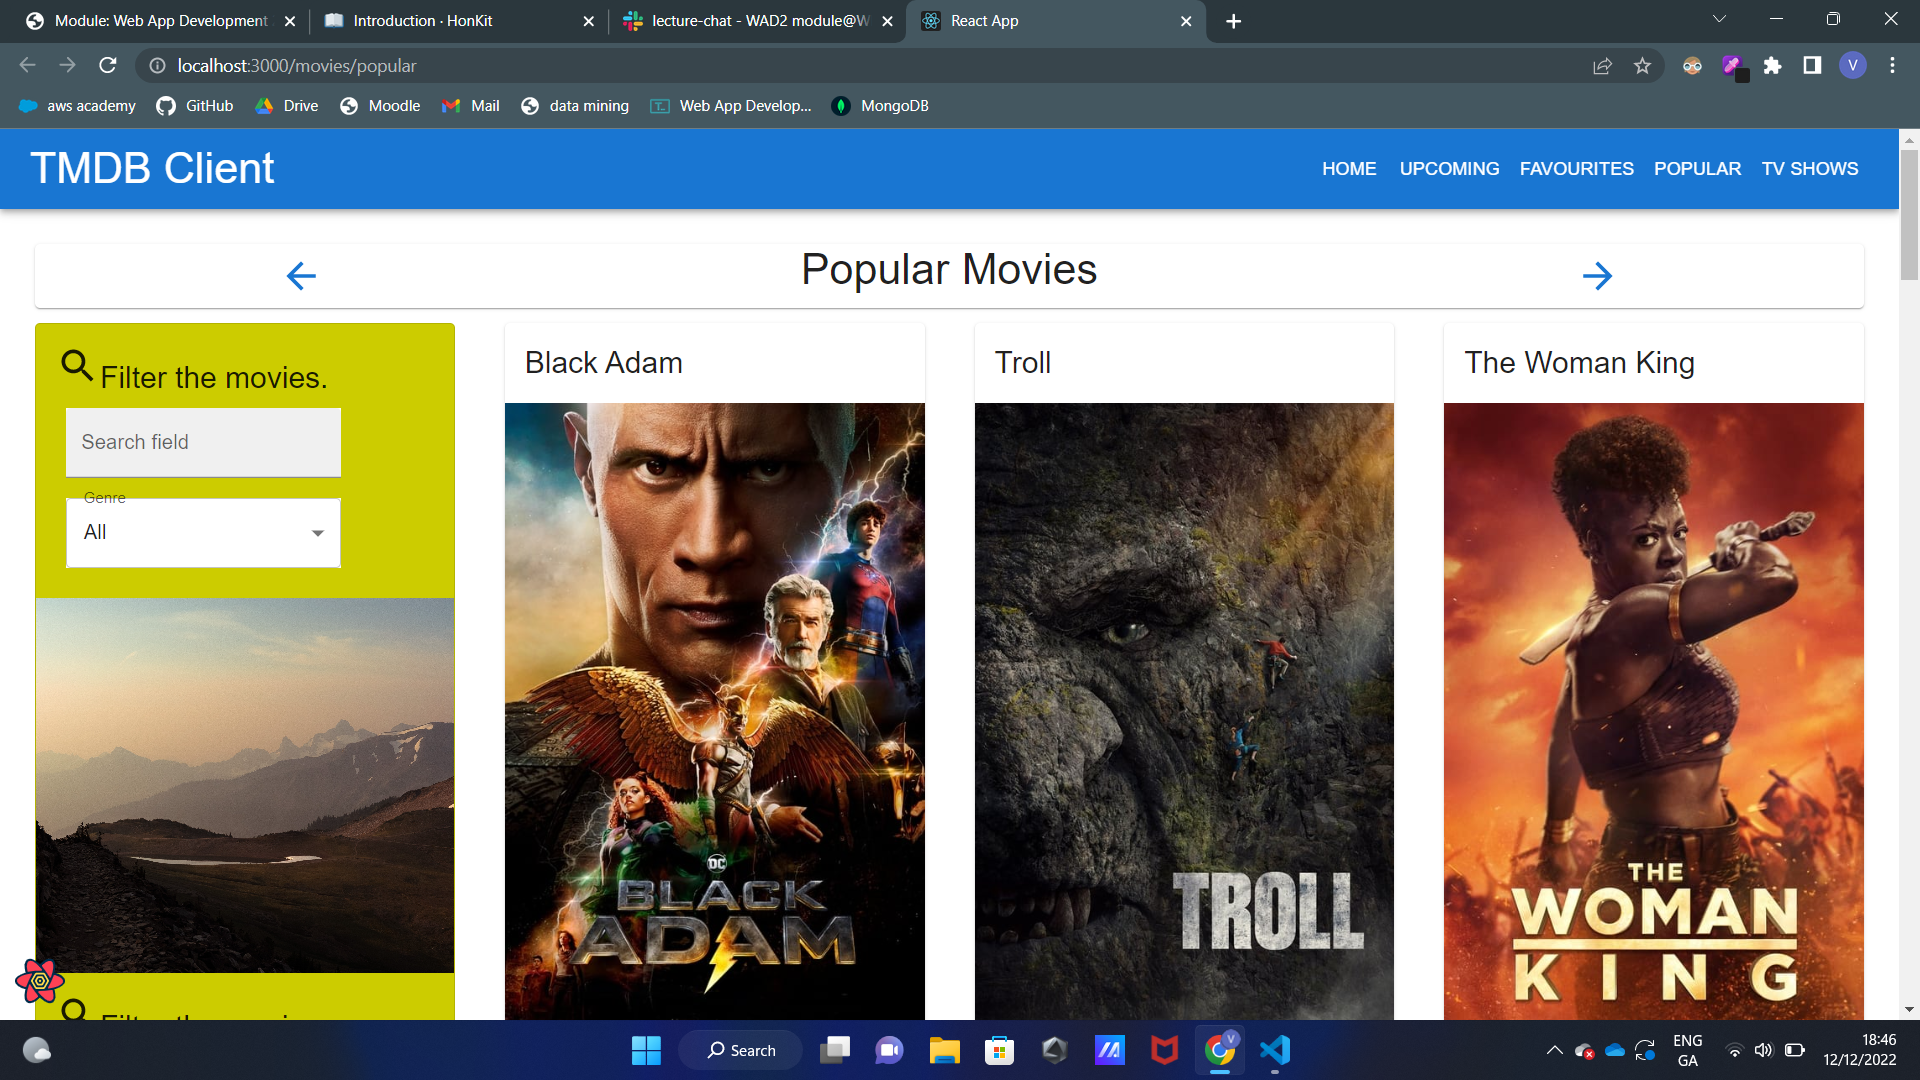 Module: Web App Development
Introduction · HonKit
lecture-chat - WAD2 module@W
React App
localhost:3000/movies/popular
V
aws academy
GitHub
Drive
Moodle
Mail
data mining
Web App Develop...
MongoDB
TMDB Client
HOME
UPCOMING
FAVOURITES
POPULAR
TV SHOWS
Popular Movies
Filter the movies.
Search field
Genre
All
Black Adam
Troll
The Woman King
DC
BLACK
ADAM
TROLL
THE
WOMAN
KING
Search
V
ENG
GA
18:46
12/12/2022